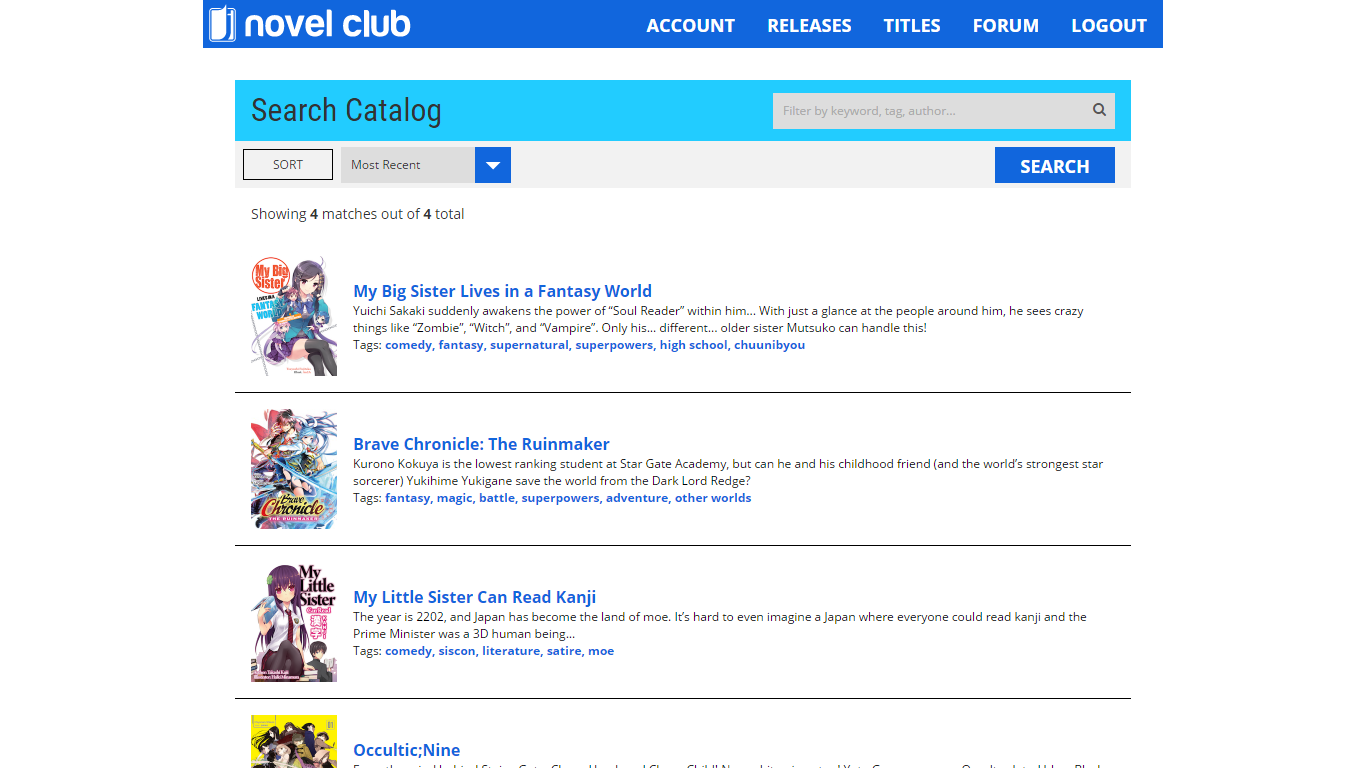 novel club
ACCOUNT RELEASES TITLES FORUM LOGOUT
Search Catalog
Filter by keyword, tag, author...
SORT
Most Recent
SEARCH
Showing 4 matches out of 4 total
My Big
Sister
LIVES IN A
FANTASY
WORLD
My Big Sister Lives in a Fantasy World
Yuichi Sakaki suddenly awakens the power of “Soul Reader” within him... With just a glance at the people around him, he sees crazy
things like “Zombie”, “Witch”, and “Vampire”. Only his... different... older sister Mutsuko can handle this!
Tags: comedy, fantasy, supernatural, superpowers, high school, chuunibyou
Brave
Chronicle
THE RUINMAKER
Brave Chronicle: The Ruinmaker
Kurono Kokuya is the lowest ranking student at Star Gate Academy, but can he and his childhood friend (and the world’s strongest star
sorcerer) Yukihime Yukigane save the world from the Dark Lord Redge?
Tags: fantasy, magic, battle, superpowers, adventure, other worlds
My
Little
Sister
Can Read
漢字
My Little Sister Can Read Kanji
The year is 2202, and Japan has become the land of moe. It’s hard to even imagine a Japan where everyone could read kanji and the
Prime Minister was a 3D human being...
Tags: comedy, siscon, literature, satire, moe
01
Occultic;Nine